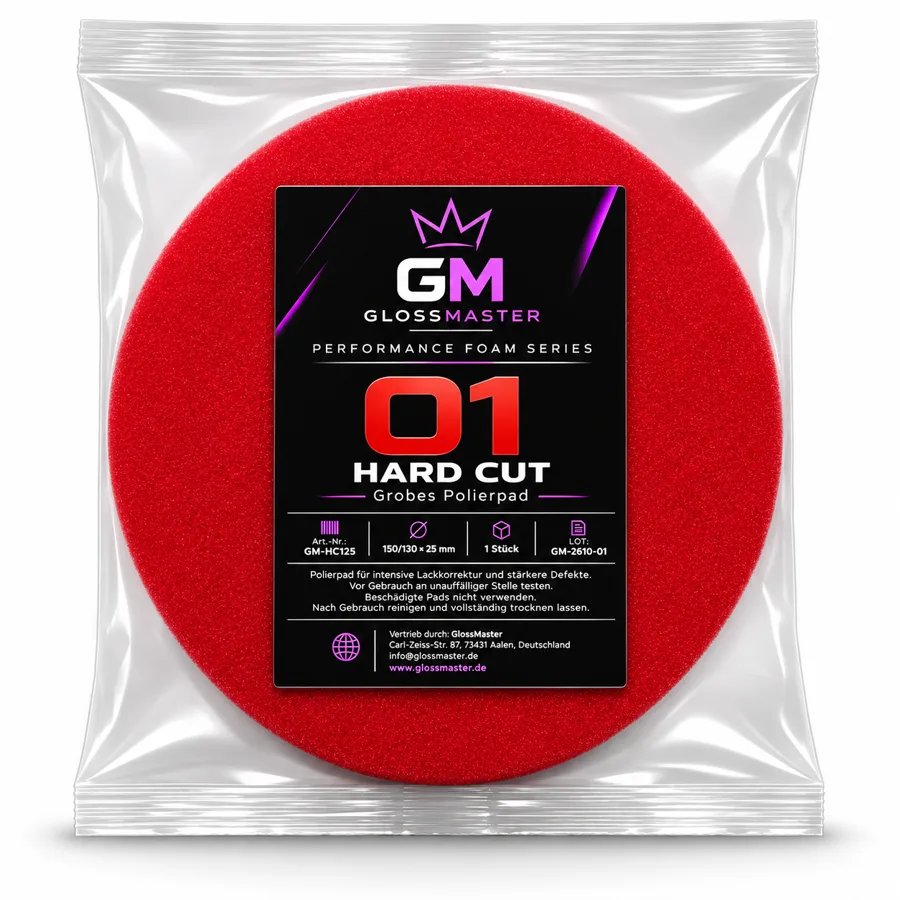 GM
GLOSSMASTER
PERFORMANCE FOAM SERIES
01
HARD CUT
Grobes Polierpad
Art.-Nr.:
GM-HC125
150/130 × 25 mm
1 Stück
LOT:
GM-2610-01
Polierpad für intensive Lackkorrektur und stärkere Defekte.
Vor Gebrauch an unauffälliger Stelle testen.
Beschädigte Pads nicht verwenden.
Nach Gebrauch reinigen und vollständig trocknen lassen.
Vertrieb durch: GlossMaster
Carl-Zeiss-Str. 87, 73431 Aalen, Deutschland
info@glossmaster.de
www.glossmaster.de